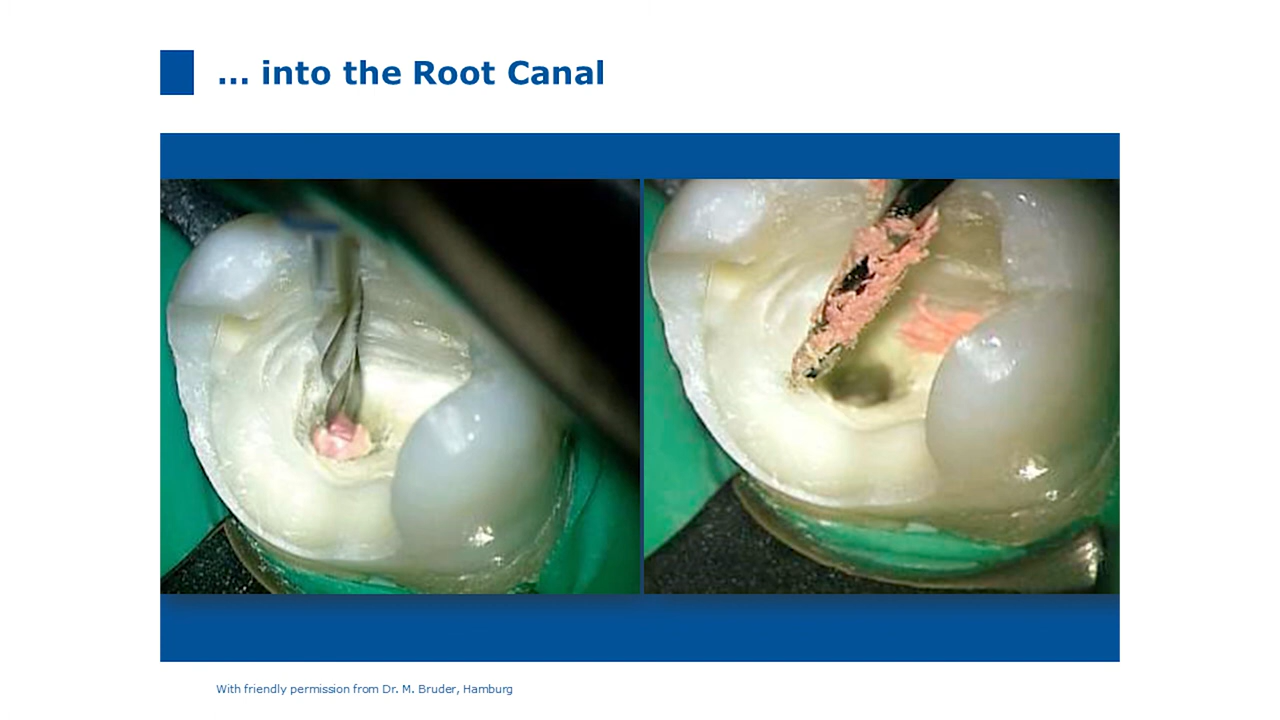 ... into the Root Canal
With friendly permission from Dr. M. Bruder, Hamburg